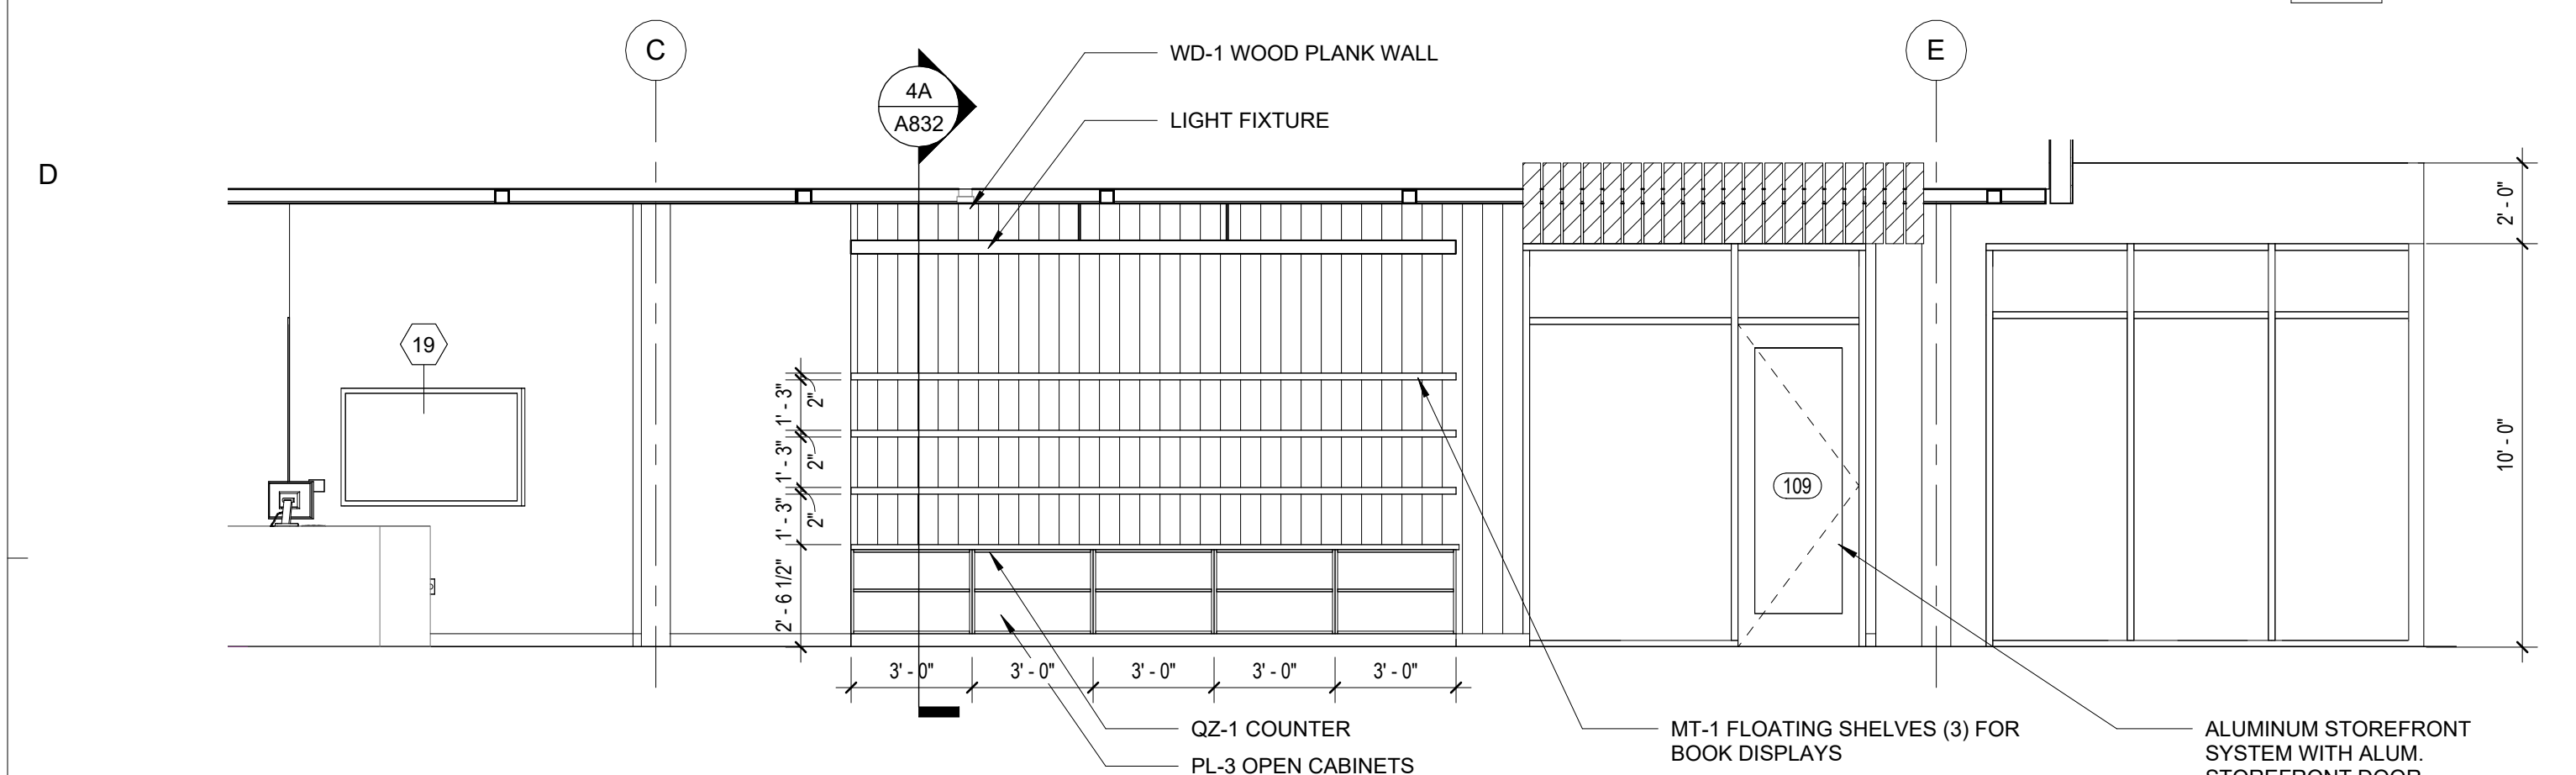 C
E
4A
A832
WD-1 WOOD PLANK WALL
LIGHT FIXTURE
D
2' - 0"
19
1' - 3"
2"
1' - 3"
2"
1' - 3"
2"
2' - 6 1/2"
109
10' - 0"
3' - 0"
3' - 0"
3' - 0"
3' - 0"
3' - 0"
QZ-1 COUNTER
PL-3 OPEN CABINETS
MT-1 FLOATING SHELVES (3) FOR
BOOK DISPLAYS
ALUMINUM STOREFRONT
SYSTEM WITH ALUM.
STOREFRONT DOOR